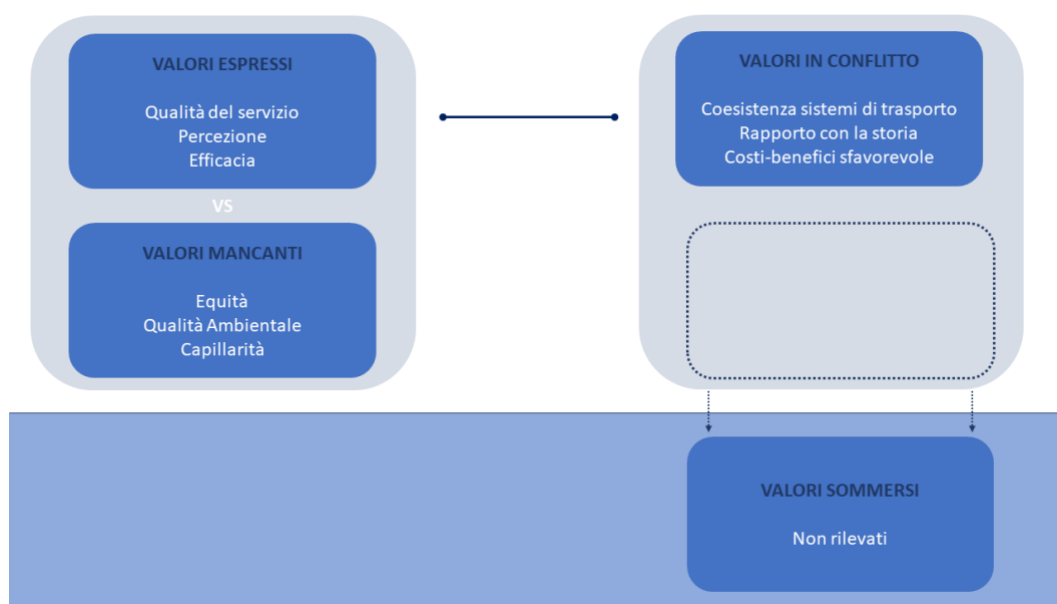 VALORI ESPRESSI
Qualità del servizio
Percezione
Efficacia
VS
VALORI MANCANTI
Equità
Qualità Ambientale
Capillarità
VALORI IN CONFLITTO
Coesistenza sistemi di trasporto
Rapporto con la storia
Costi-benefici sfavorevole
VALORI SOMMERSI
Non rilevati